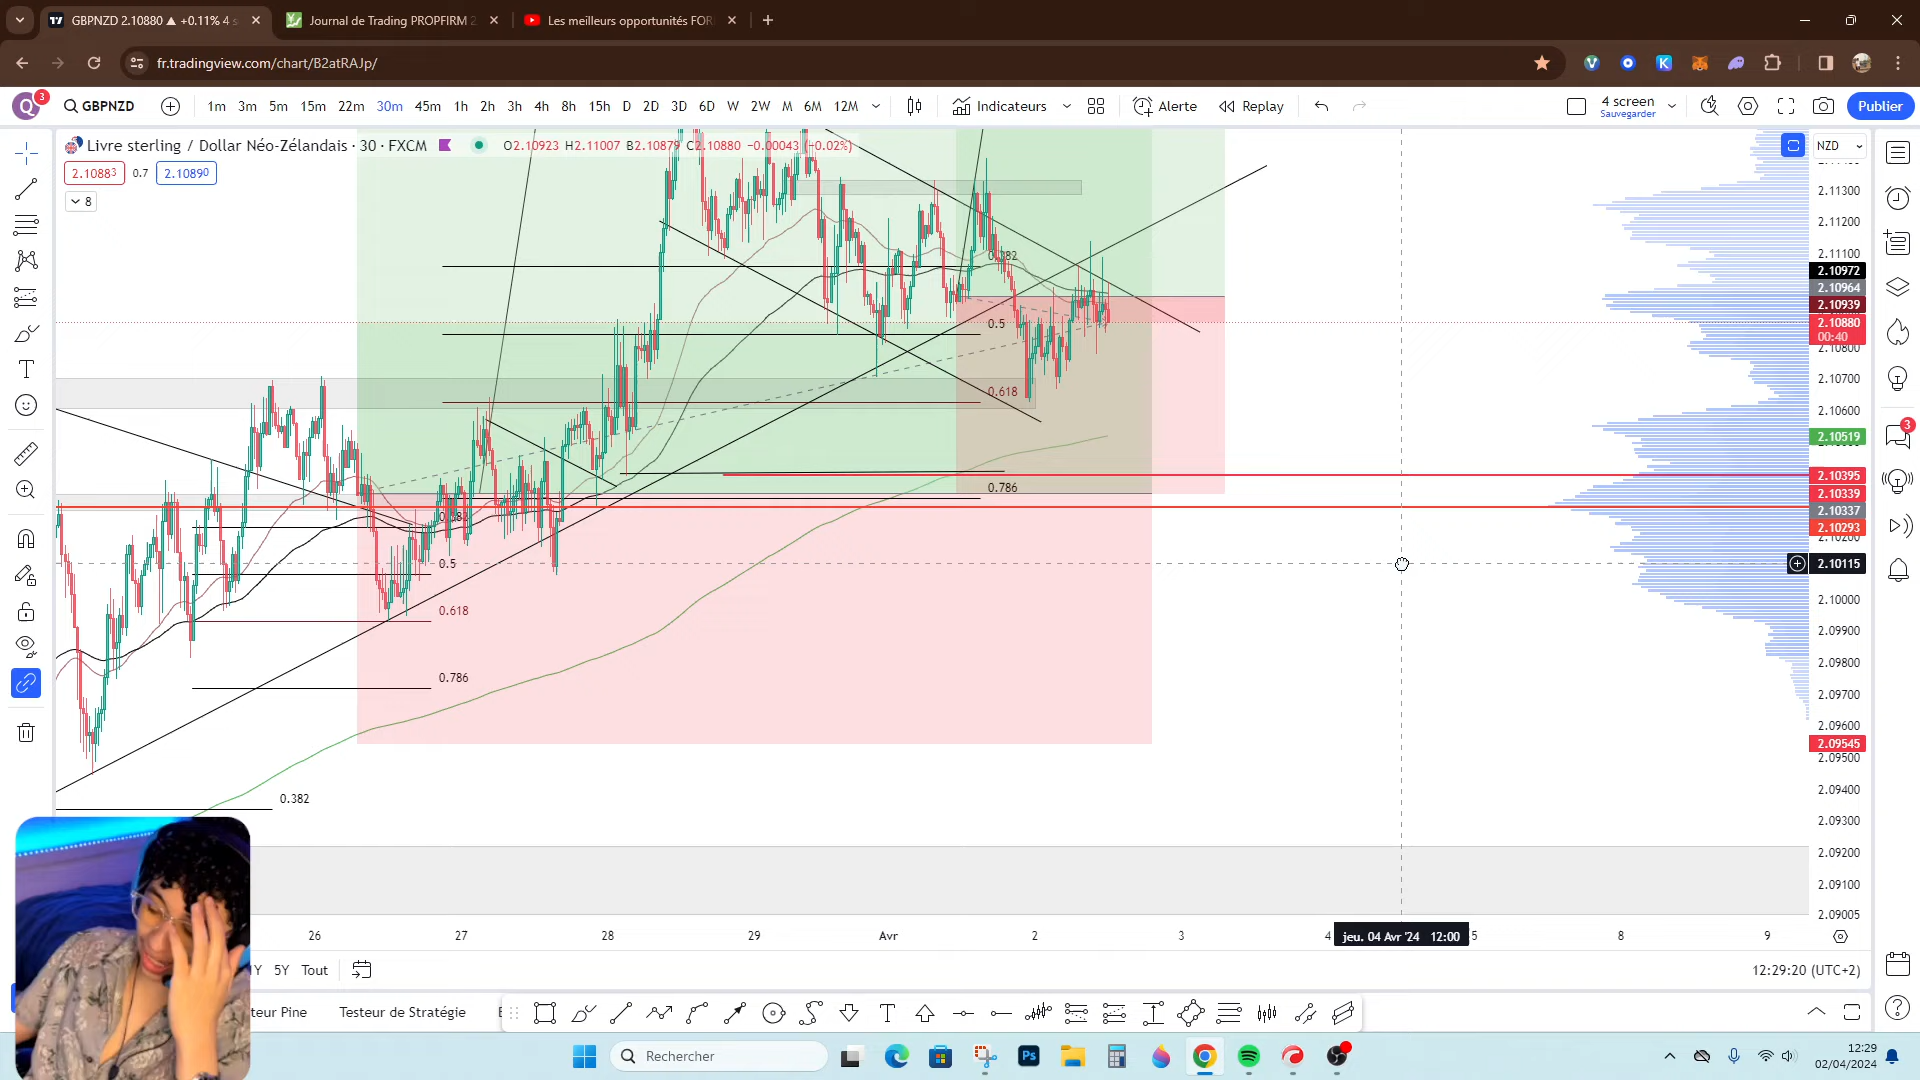 GBPNZD 2.10880 ▲ +0.11% 4 s
Journal de Trading PROPFIRM 2
Les meilleurs opportunités FOR
fr.tradingview.com/chart/B2atRAJp/
Q 3
GBPNZD
1m 3m 5m 15m 22m 30m 45m 1h 2h 3h 4h 8h 15h D 2D 3D 6D W 2W M 6M 12M
Indicateurs
Alerte
Replay
4 screen
Sauvegarder
Publier
Livre sterling / Dollar Néo-Zélandais · 30 · FXCM
O2.10923 H2.11007 B2.10879 C2.10880 −0.00043 (−0.02%)
NZD
2.10883 0.7 2.10890
8
2.11300
2.11200
2.11100
2.10972
2.10964
2.10939
2.10880
00:40
2.10800
2.10700
2.10600
2.10519
2.10395
2.10339
2.10337
2.10293
2.10200
2.10115
2.10000
2.09900
2.09800
2.09700
2.09600
2.09545
2.09500
2.09400
2.09300
2.09200
2.09100
2.09005
0.5
0.618
0.786
0.5
0.618
0.786
0.382
3
26 27 28 29 Avr 2 3 4 jeu. 04 Avr '24 12:00 5 8 9
1Y 5Y Tout
12:29:20 (UTC+2)
teur Pine
Testeur de Stratégie
Rechercher
Ps
12:29
02/04/2024